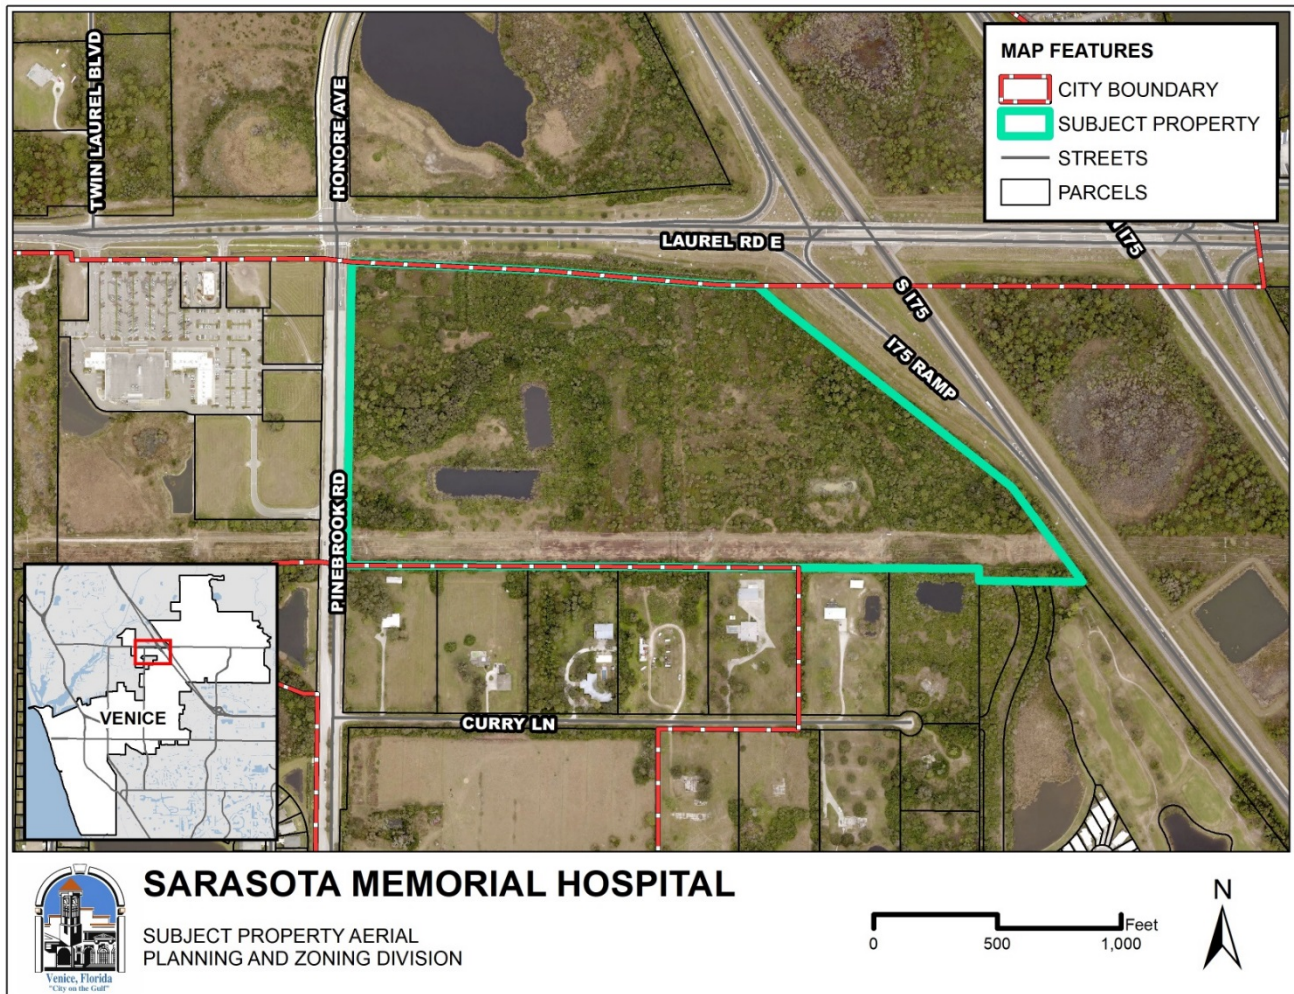 TWIN LAUREL BLVD
HONORE AVE
LAUREL RD E
S I75
I75
I75 RAMP
PINEBROOK RD
CURRY LN
MAP FEATURES
CITY BOUNDARY
SUBJECT PROPERTY
STREETS
PARCELS
VENICE
SARASOTA MEMORIAL HOSPITAL
SUBJECT PROPERTY AERIAL
PLANNING AND ZONING DIVISION
Venice, Florida
"City on the Gulf"
Feet
0 500 1,000
N